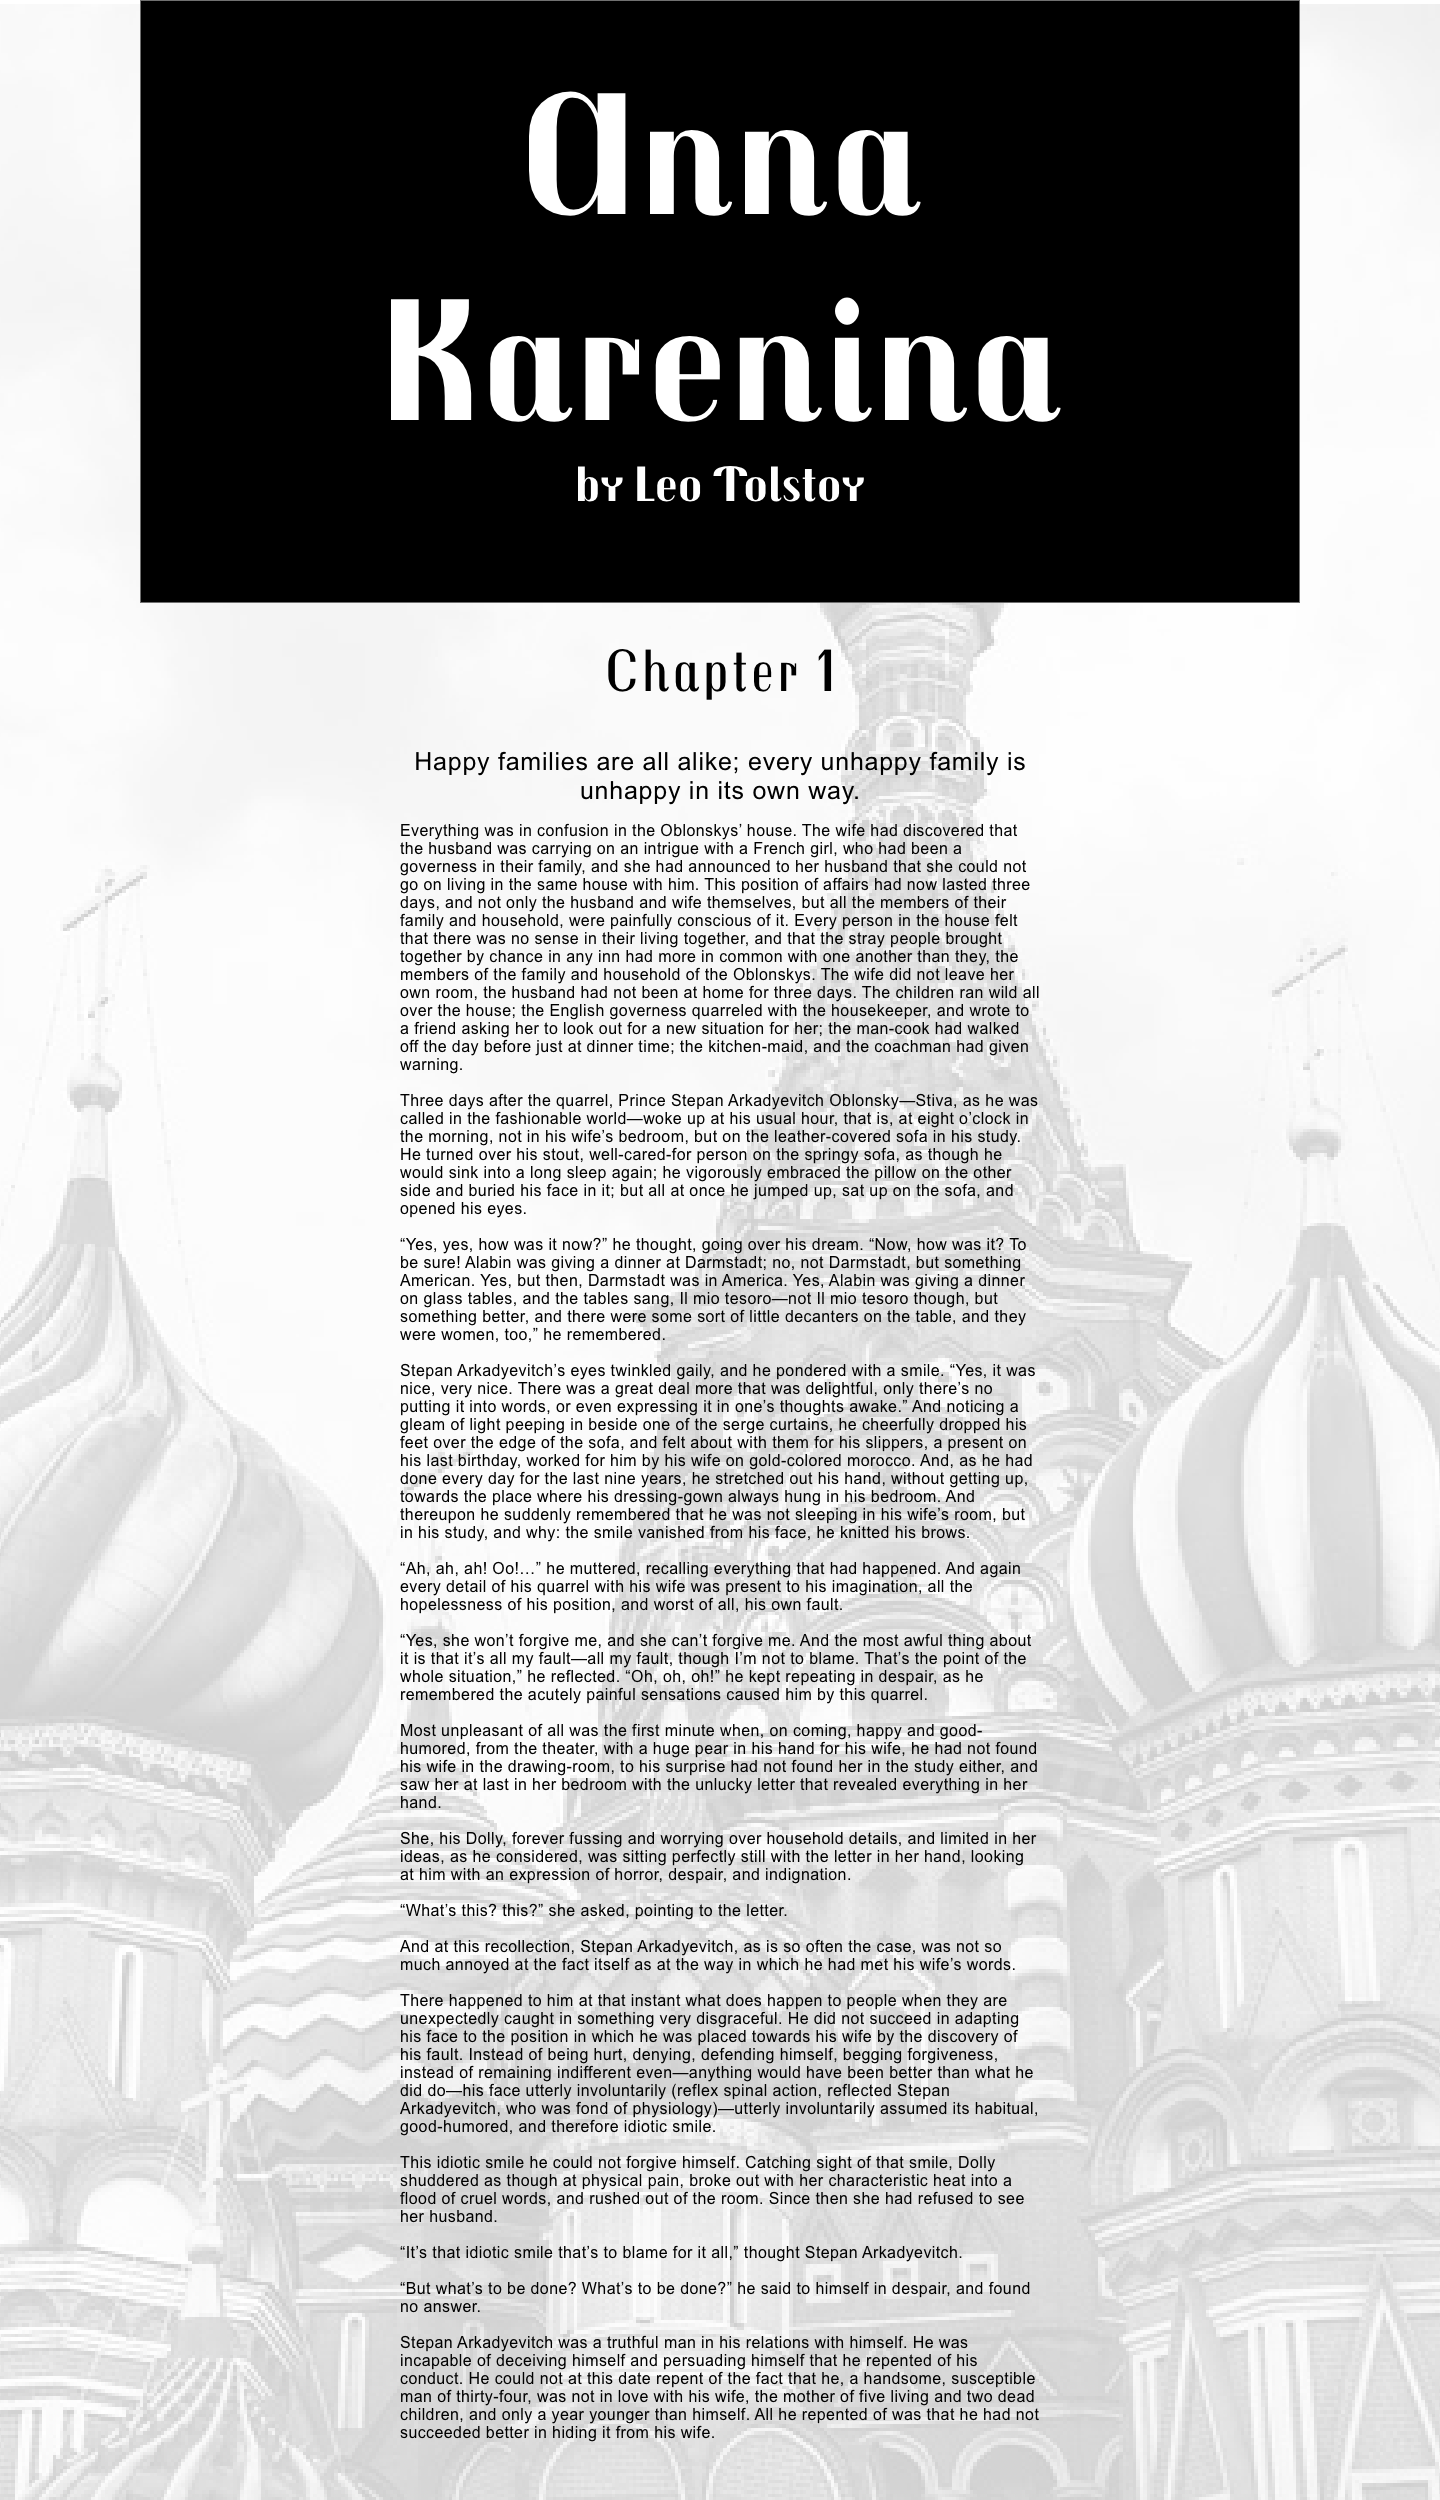 Anna
Karenina
by Leo Tolstoy
Chapter 1
Happy families are all alike; every unhappy family is
unhappy in its own way.
Everything was in confusion in the Oblonskys’ house. The wife had discovered that
the husband was carrying on an intrigue with a French girl, who had been a
governess in their family, and she had announced to her husband that she could not
go on living in the same house with him. This position of affairs had now lasted three
days, and not only the husband and wife themselves, but all the members of their
family and household, were painfully conscious of it. Every person in the house felt
that there was no sense in their living together, and that the stray people brought
together by chance in any inn had more in common with one another than they, the
members of the family and household of the Oblonskys. The wife did not leave her
own room, the husband had not been at home for three days. The children ran wild all
over the house; the English governess quarreled with the housekeeper, and wrote to
a friend asking her to look out for a new situation for her; the man-cook had walked
off the day before just at dinner time; the kitchen-maid, and the coachman had given
warning.
Three days after the quarrel, Prince Stepan Arkadyevitch Oblonsky—Stiva, as he was
called in the fashionable world—woke up at his usual hour, that is, at eight o’clock in
the morning, not in his wife’s bedroom, but on the leather-covered sofa in his study.
He turned over his stout, well-cared-for person on the springy sofa, as though he
would sink into a long sleep again; he vigorously embraced the pillow on the other
side and buried his face in it; but all at once he jumped up, sat up on the sofa, and
opened his eyes.
“Yes, yes, how was it now?” he thought, going over his dream. “Now, how was it? To
be sure! Alabin was giving a dinner at Darmstadt; no, not Darmstadt, but something
American. Yes, but then, Darmstadt was in America. Yes, Alabin was giving a dinner
on glass tables, and the tables sang, Il mio tesoro—not Il mio tesoro though, but
something better, and there were some sort of little decanters on the table, and they
were women, too,” he remembered.
Stepan Arkadyevitch’s eyes twinkled gaily, and he pondered with a smile. “Yes, it was
nice, very nice. There was a great deal more that was delightful, only there’s no
putting it into words, or even expressing it in one’s thoughts awake.” And noticing a
gleam of light peeping in beside one of the serge curtains, he cheerfully dropped his
feet over the edge of the sofa, and felt about with them for his slippers, a present on
his last birthday, worked for him by his wife on gold-colored morocco. And, as he had
done every day for the last nine years, he stretched out his hand, without getting up,
towards the place where his dressing-gown always hung in his bedroom. And
thereupon he suddenly remembered that he was not sleeping in his wife’s room, but
in his study, and why: the smile vanished from his face, he knitted his brows.
“Ah, ah, ah! Oo!…” he muttered, recalling everything that had happened. And again
every detail of his quarrel with his wife was present to his imagination, all the
hopelessness of his position, and worst of all, his own fault.
“Yes, she won’t forgive me, and she can’t forgive me. And the most awful thing about
it is that it’s all my fault—all my fault, though I’m not to blame. That’s the point of the
whole situation,” he reflected. “Oh, oh, oh!” he kept repeating in despair, as he
remembered the acutely painful sensations caused him by this quarrel.
Most unpleasant of all was the first minute when, on coming, happy and good-
humored, from the theater, with a huge pear in his hand for his wife, he had not found
his wife in the drawing-room, to his surprise had not found her in the study either, and
saw her at last in her bedroom with the unlucky letter that revealed everything in her
hand.
She, his Dolly, forever fussing and worrying over household details, and limited in her
ideas, as he considered, was sitting perfectly still with the letter in her hand, looking
at him with an expression of horror, despair, and indignation.
“What’s this? this?” she asked, pointing to the letter.
And at this recollection, Stepan Arkadyevitch, as is so often the case, was not so
much annoyed at the fact itself as at the way in which he had met his wife’s words.
There happened to him at that instant what does happen to people when they are
unexpectedly caught in something very disgraceful. He did not succeed in adapting
his face to the position in which he was placed towards his wife by the discovery of
his fault. Instead of being hurt, denying, defending himself, begging forgiveness,
instead of remaining indifferent even—anything would have been better than what he
did do—his face utterly involuntarily (reflex spinal action, reflected Stepan
Arkadyevitch, who was fond of physiology)—utterly involuntarily assumed its habitual,
good-humored, and therefore idiotic smile.
This idiotic smile he could not forgive himself. Catching sight of that smile, Dolly
shuddered as though at physical pain, broke out with her characteristic heat into a
flood of cruel words, and rushed out of the room. Since then she had refused to see
her husband.
“It’s that idiotic smile that’s to blame for it all,” thought Stepan Arkadyevitch.
“But what’s to be done? What’s to be done?” he said to himself in despair, and found
no answer.
Stepan Arkadyevitch was a truthful man in his relations with himself. He was
incapable of deceiving himself and persuading himself that he repented of his
conduct. He could not at this date repent of the fact that he, a handsome, susceptible
man of thirty-four, was not in love with his wife, the mother of five living and two dead
children, and only a year younger than himself. All he repented of was that he had not
succeeded better in hiding it from his wife.